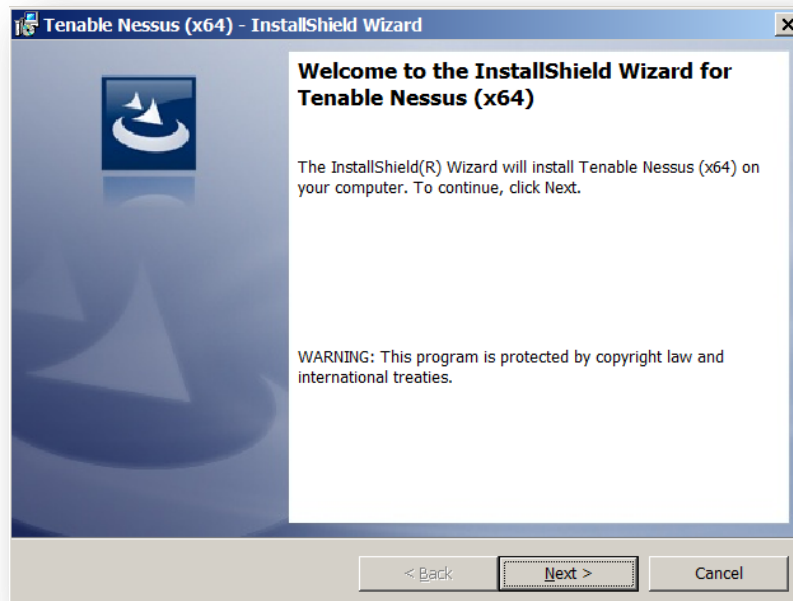 Tenable Nessus (x64) - InstallShield Wizard
Welcome to the InstallShield Wizard for
Tenable Nessus (x64)
The InstallShield(R) Wizard will install Tenable Nessus (x64) on
your computer. To continue, click Next.
WARNING: This program is protected by copyright law and
international treaties.
< Back
Next >
Cancel